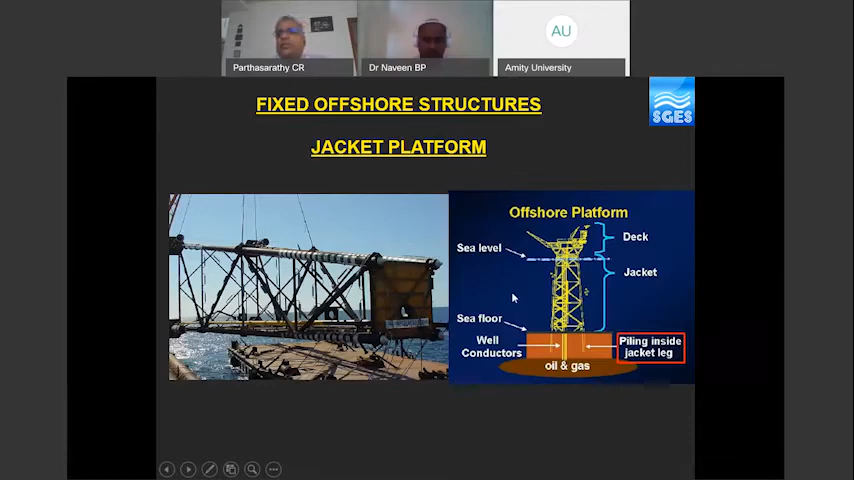 AU
Parthasarathy CR
Dr Naveen BP
Amity University
FIXED OFFSHORE STRUCTURES
SGES
JACKET PLATFORM
Offshore Platform
Deck
Sea level
Jacket
Sea floor
Well
Conductors
Piling inside
jacket leg
oil & gas